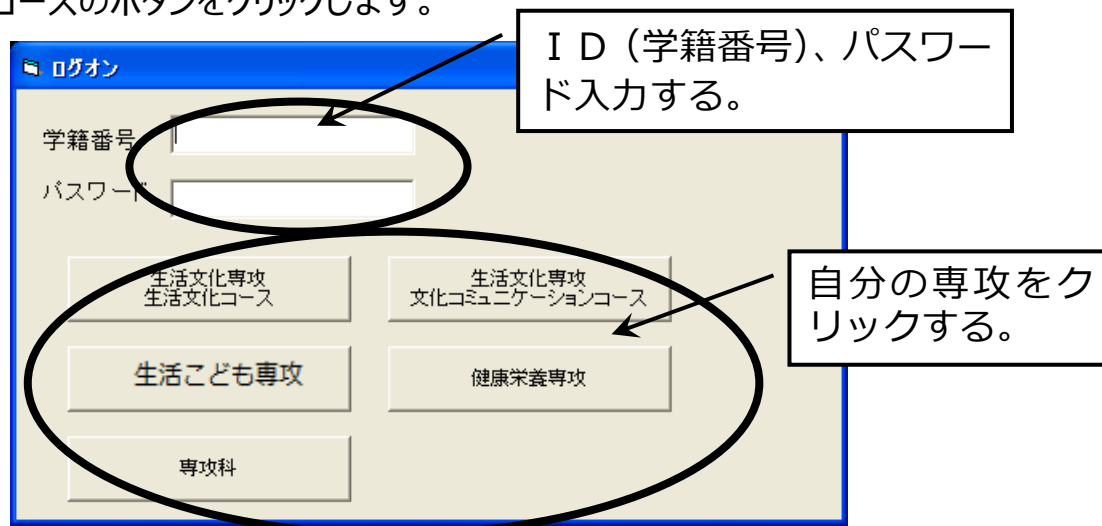 コースのボタンをクリックします。
ＩＤ（学籍番号）、パスワー
ド入力する。
ログオン
学籍番号
パスワード
生活文化専攻
生活文化コース
生活文化専攻
文化コミュニケーションコース
自分の専攻をク
リックする。
生活こども専攻
健康栄養専攻
専攻科